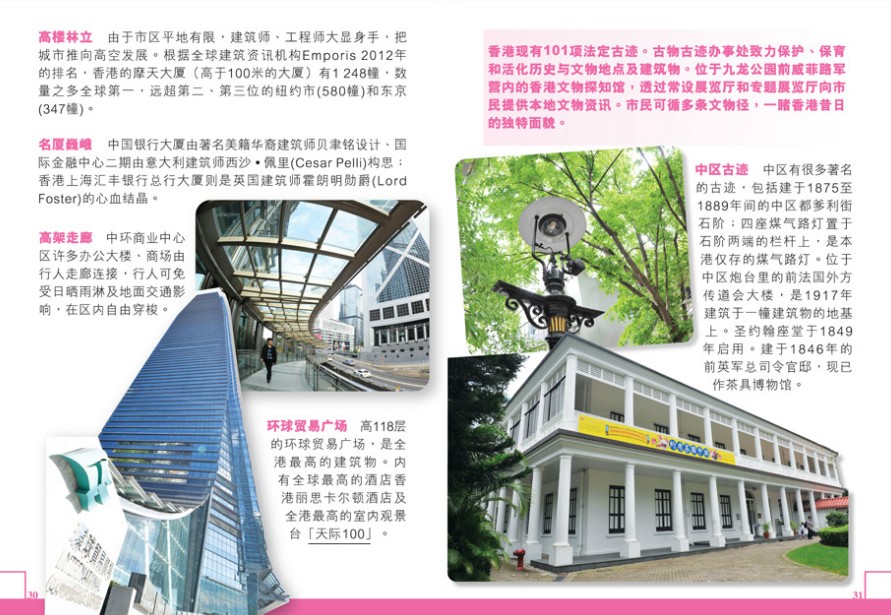 高楼林立 由于市区平地有限，建筑师、工程师大显身手，把
城市推向高空发展。根据全球建筑资讯机构Emporis 2012年
的排名，香港的摩天大厦（高于100米的大厦）有1 248幢，数
量之多全球第一，远超第二、第三位的纽约市(580幢)和东京
(347幢)。
名厦巍峨 中国银行大厦由著名美籍华裔建筑师贝聿铭设计、国
际金融中心二期由意大利建筑师西沙•佩里(Cesar Pelli)构思；
香港上海汇丰银行总行大厦则是英国建筑师霍朗明勋爵(Lord
Foster)的心血结晶。
高架走廊 中环商业中心
区许多办公大楼、商场由
行人走廊连接，行人可免
受日晒雨淋及地面交通影
响，在区内自由穿梭。
环球贸易广场 高118层
的环球贸易广场，是全
港最高的建筑物。内
有全球最高的酒店香
港丽思卡尔顿酒店及
全港最高的室内观景
台「天际100」。
30
香港现有101项法定古迹。古物古迹办事处致力保护、保育
和活化历史与文物地点及建筑物。位于九龙公园前威菲路军
营内的香港文物探知馆，透过常设展览厅和专题展览厅向市
民提供本地文物资讯。市民可循多条文物径，一睹香港昔日
的独特面貌。
中区古迹 中区有很多著名
的古迹，包括建于1875至
1889年间的中区都爹利街
石阶；四座煤气路灯置于
石阶两端的栏杆上，是本
港仅存的煤气路灯。位于
中区炮台里的前法国外方
传道会大楼，是1917年
建筑于一幢建筑物的地基
上。圣约翰座堂于1849
年启用。建于1846年的
前英军总司令官邸，现已
作茶具博物馆。
31